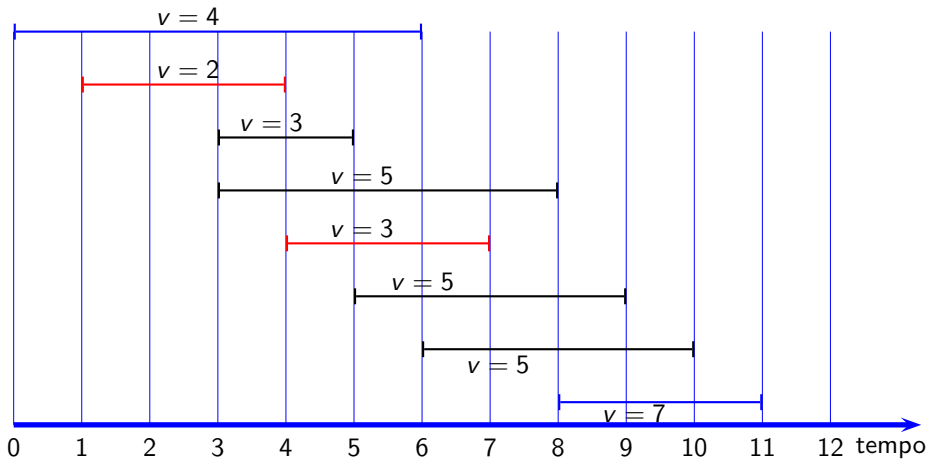 v = 4
v = 2
v = 3
v = 5
v = 3
v = 5
v = 5
v = 7
0 1 2 3 4 5 6 7 8 9 10 11 12 tempo